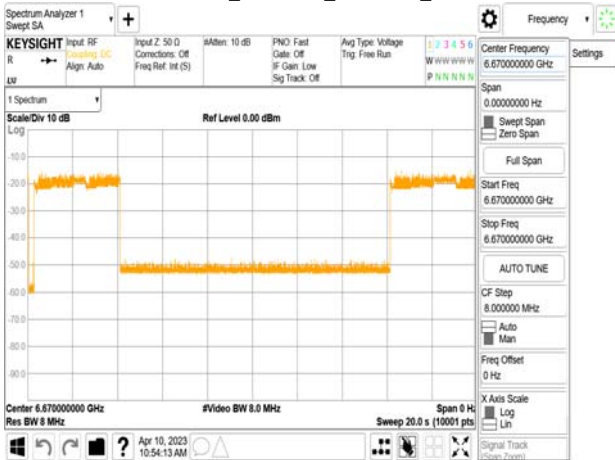 Spectrum Analyzer 1
Swept SA
Frequency
KEYSIGHT
R
LXI
Input: RF
Coupling: DC
Align: Auto
Input Z: 50 Ω
Corrections: Off
Freq Ref: Int (S)
#Atten: 10 dB
PNO: Fast
Gate: Off
IF Gain: Low
Sig Track: Off
Avg Type: Voltage
Trig: Free Run
1 2 3 4 5 6
W W W W W W
P N N N N N
1 Spectrum
Scale/Div 10 dB
Ref Level 0.00 dBm
Log
-10.0
-20.0
-30.0
-40.0
-50.0
-60.0
-70.0
-80.0
-90.0
Center 6.670000000 GHz
Res BW 8 MHz
#Video BW 8.0 MHz
Span 0 Hz
Sweep 20.0 s (10001 pts
Apr 10, 2023
10:54:13 AM
Center Frequency
6.670000000 GHz
Settings
Span
0.00000000 Hz
Swept Span
Zero Span
Full Span
Start Freq
6.670000000 GHz
Stop Freq
6.670000000 GHz
AUTO TUNE
CF Step
8.000000 MHz
Auto
Man
Freq Offset
0 Hz
X Axis Scale
Log
Lin
Signal Track
(Span Zoom)